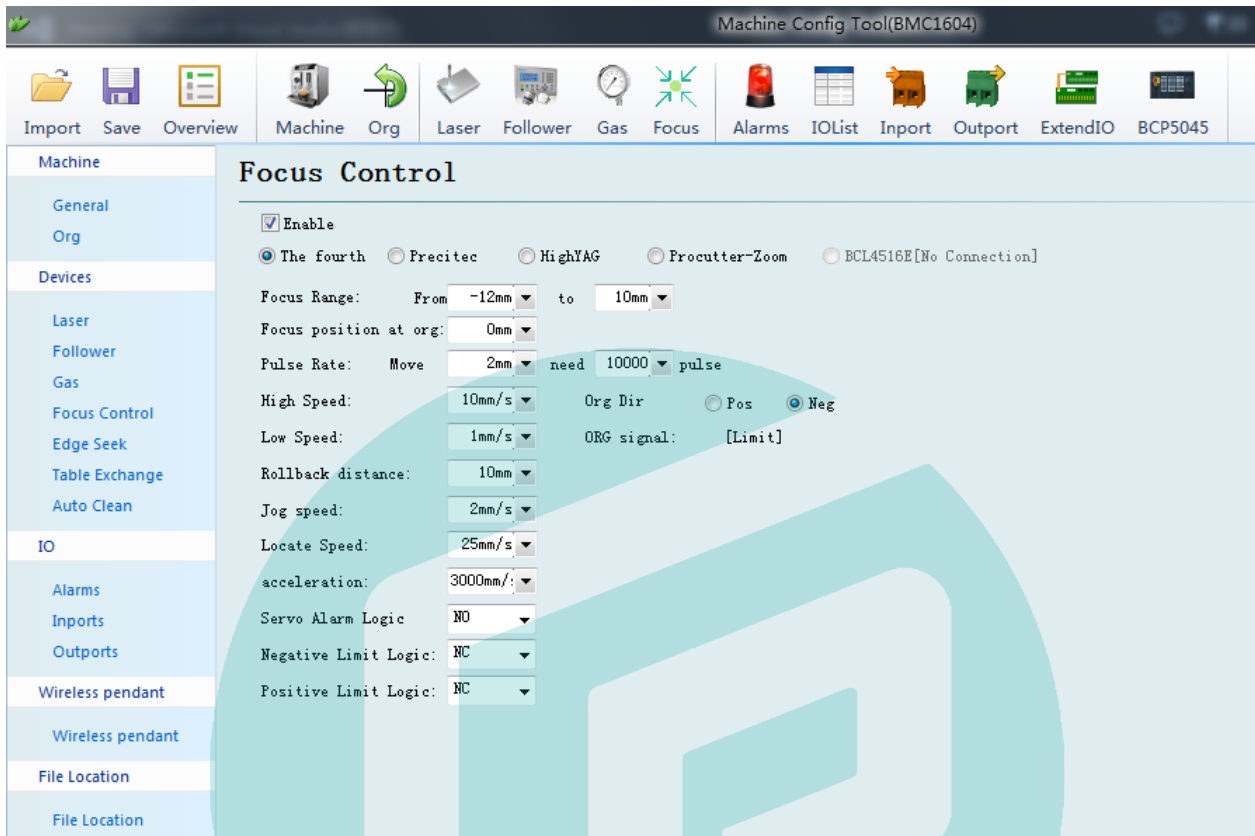 Machine Config Tool(BMC1604)
Import Save Overview Machine Org Laser Follower Gas Focus Alarms IOList Inport Outport ExtendIO BCP5045
Machine
General
Org
Devices
Laser
Follower
Gas
Focus Control
Edge Seek
Table Exchange
Auto Clean
IO
Alarms
Inports
Outports
Wireless pendant
Wireless pendant
File Location
File Location
Focus Control
Enable
The fourth Precitec HighYAG Procutter-Zoom BCL4516E[No Connection]
Focus Range: From -12mm to 10mm
Focus position at org: 0mm
Pulse Rate: Move 2mm need 10000 pulse
High Speed: 10mm/s Org Dir Pos Neg
Low Speed: 1mm/s ORG signal: [Limit]
Rollback distance: 10mm
Jog speed: 2mm/s
Locate Speed: 25mm/s
acceleration: 3000mm/
Servo Alarm Logic NO
Negative Limit Logic: NC
Positive Limit Logic: NC